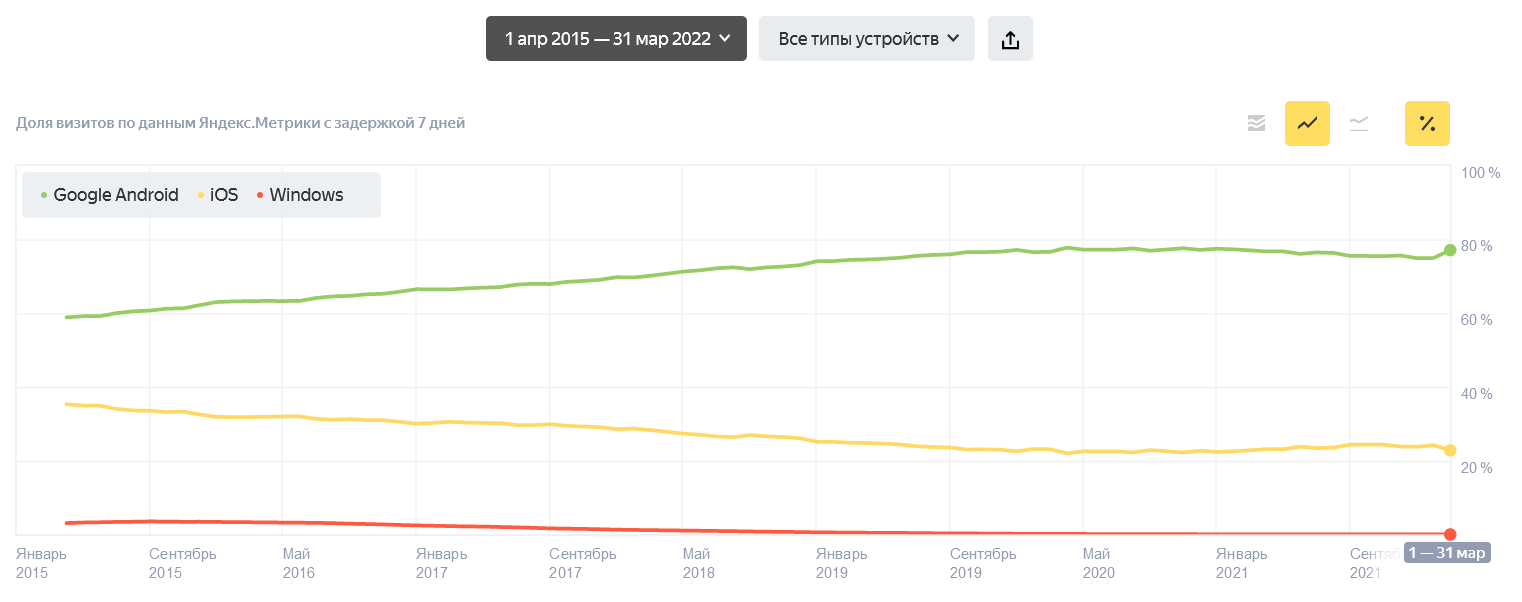 1 апр 2015 — 31 мар 2022 Все типы устройств
Доля визитов по данным Яндекс.Метрики с задержкой 7 дней
Google Android iOS Windows
100 %
80 %
60 %
40 %
20 %
Январь 2015
Сентябрь 2015
Май 2016
Январь 2017
Сентябрь 2017
Май 2018
Январь 2019
Сентябрь 2019
Май 2020
Январь 2021
2021
1 — 31 мар